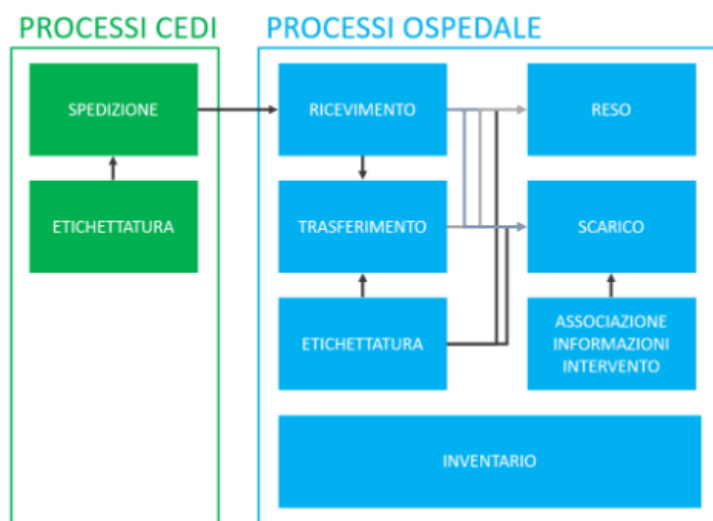 PROCESSI CEDI
PROCESSI OSPEDALE
SPEDIZIONE
RICEVIMENTO
RESO
ETICHETTATURA
TRASFERIMENTO
SCARICO
ETICHETTATURA
ASSOCIAZIONE
INFORMAZIONI
INTERVENTO
INVENTARIO